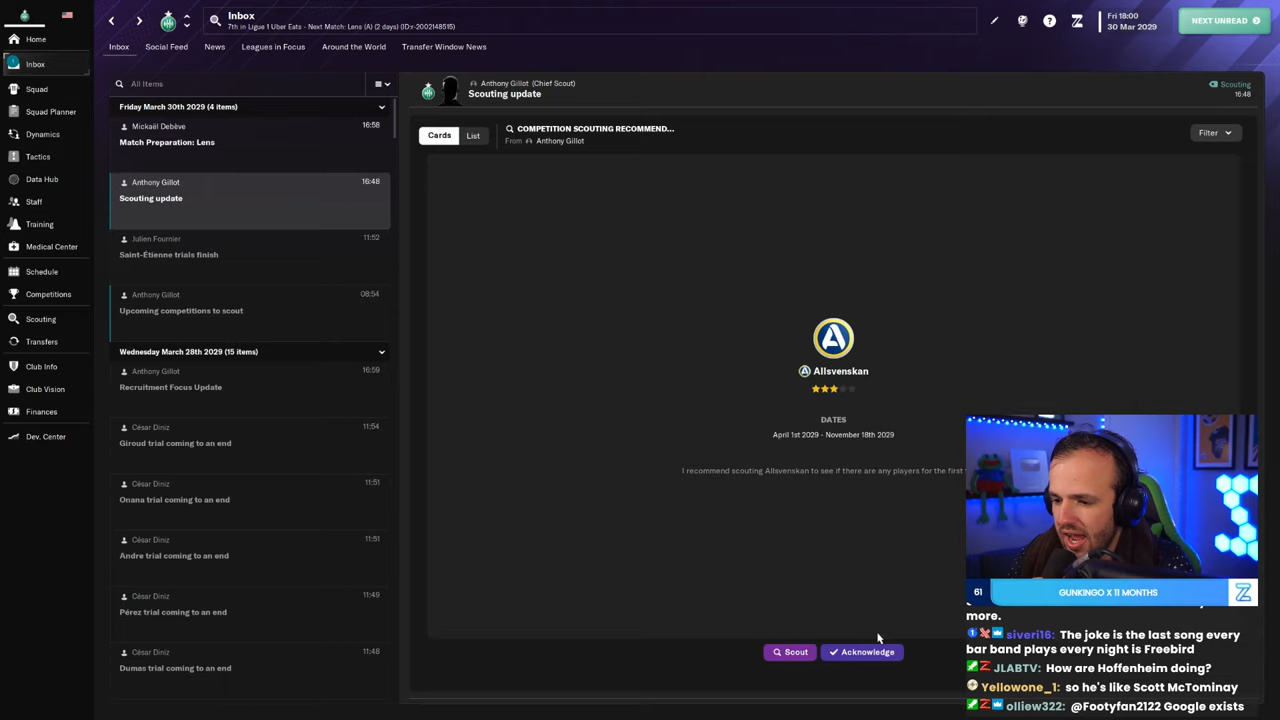 Inbox
7th in Ligue 1 Uber Eats - Next Match: Lens (A) (2 days) (ID:r-2002148515)
Fri 18:00
30 Mar 2029
NEXT UNREAD
Home
Inbox
Squad
Squad Planner
Dynamics
Tactics
Data Hub
Staff
Training
Medical Center
Schedule
Competitions
Scouting
Transfers
Club Info
Club Vision
Finances
Dev. Center
Inbox
Social Feed
News
Leagues in Focus
Around the World
Transfer Window News
All Items
Friday March 30th 2029 (4 items)
Mickaël Debève 16:58
Match Preparation: Lens
Anthony Gillot 16:48
Scouting update
Julien Fournier 11:52
Saint-Étienne trials finish
Anthony Gillot 08:54
Upcoming competitions to scout
Wednesday March 28th 2029 (15 items)
Anthony Gillot 16:59
Recruitment Focus Update
César Diniz 11:54
Giroud trial coming to an end
César Diniz 11:51
Onana trial coming to an end
César Diniz 11:51
Andre trial coming to an end
César Diniz 11:49
Pérez trial coming to an end
César Diniz 11:48
Dumas trial coming to an end
Anthony Gillot (Chief Scout)
Scouting update
Scouting
16:48
Cards
List
COMPETITION SCOUTING RECOMMEND...
From Anthony Gillot
Filter
Allsvenskan
DATES
April 1st 2029 - November 18th 2029
I recommend scouting Allsvenskan to see if there are any players for the first t
Scout
Acknowledge
61
GUNKINGO X 11 MONTHS
more.
siveri16: The joke is the last song every
bar band plays every night is Freebird
JLABTV: How are Hoffenheim doing?
Yellowone_1: so he's like Scott McTominay
olliew322: @Footyfan2122 Google exists